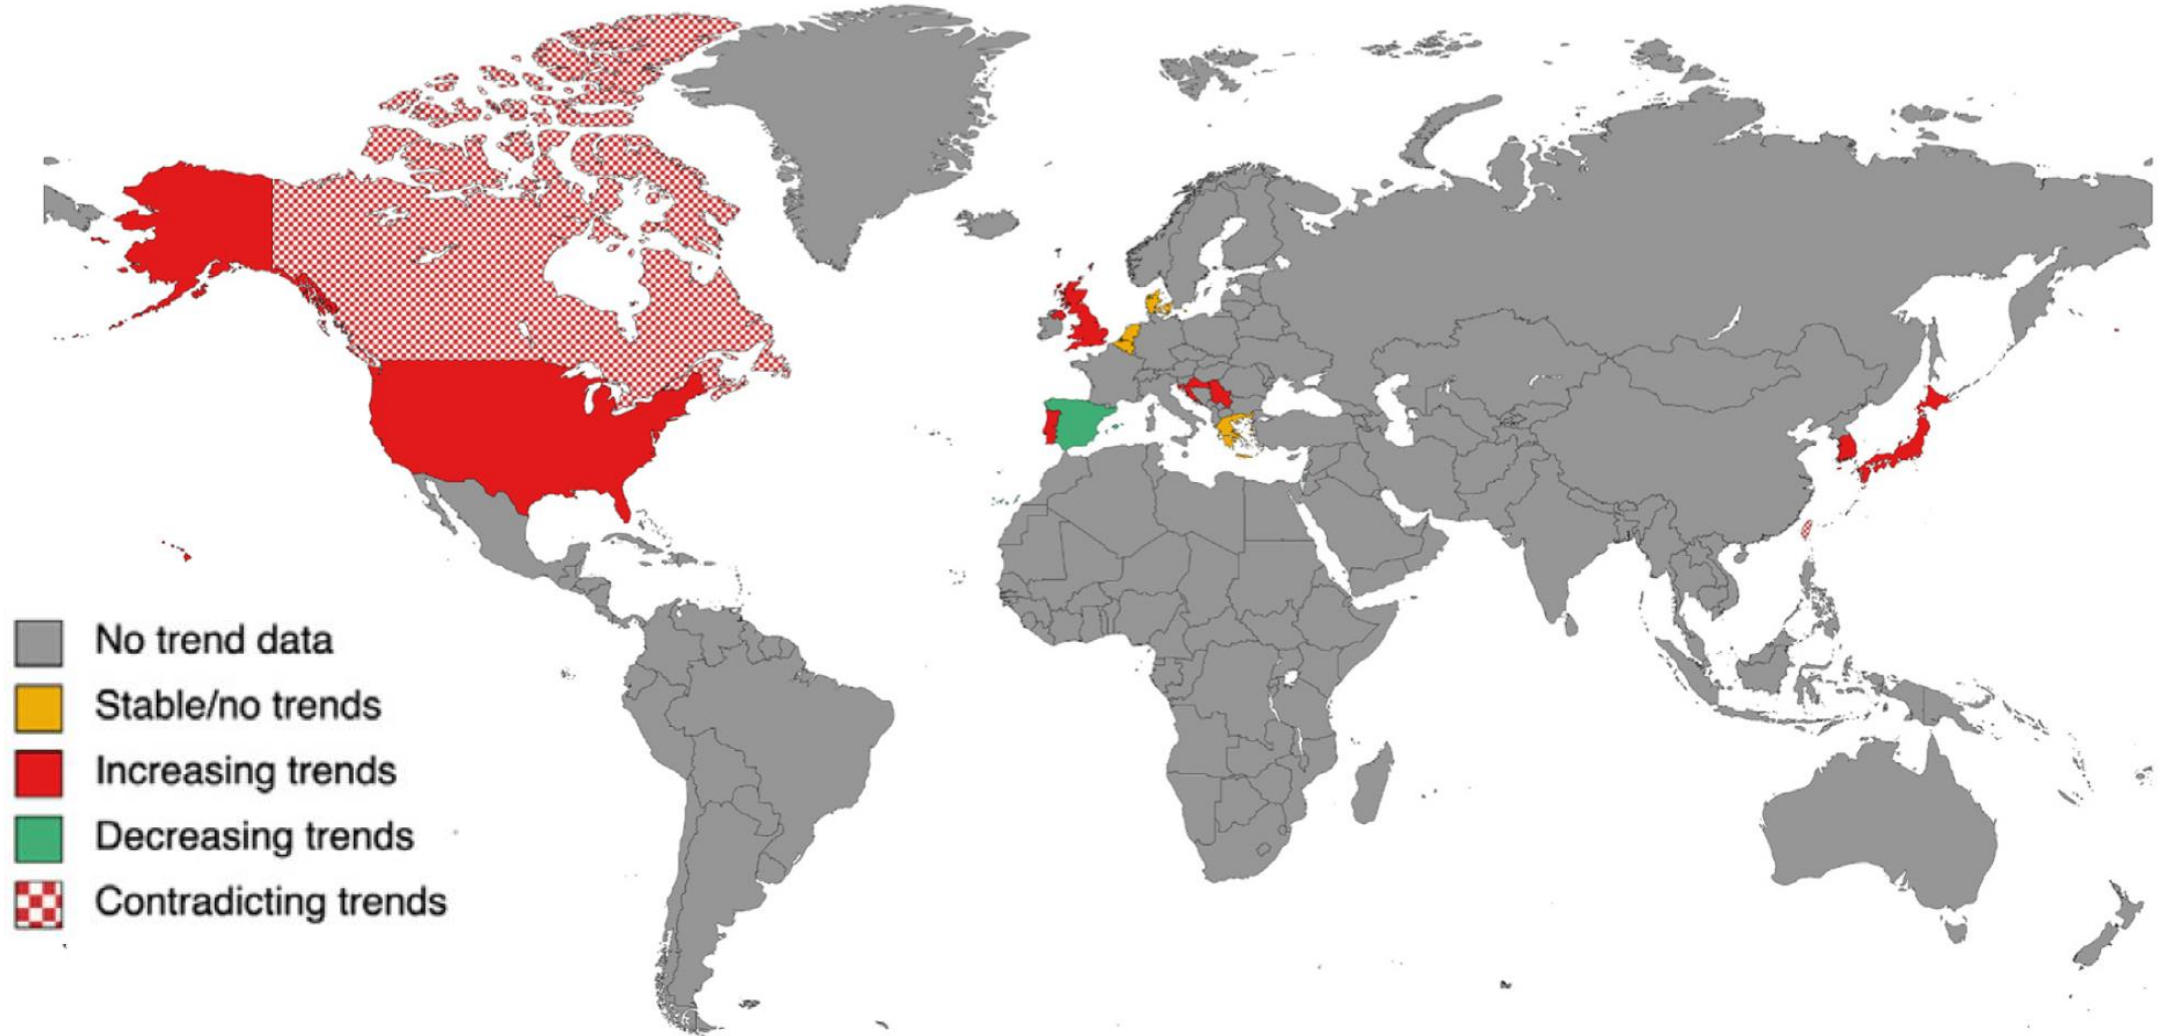 No trend data
Stable/no trends
Increasing trends
Decreasing trends
Contradicting trends